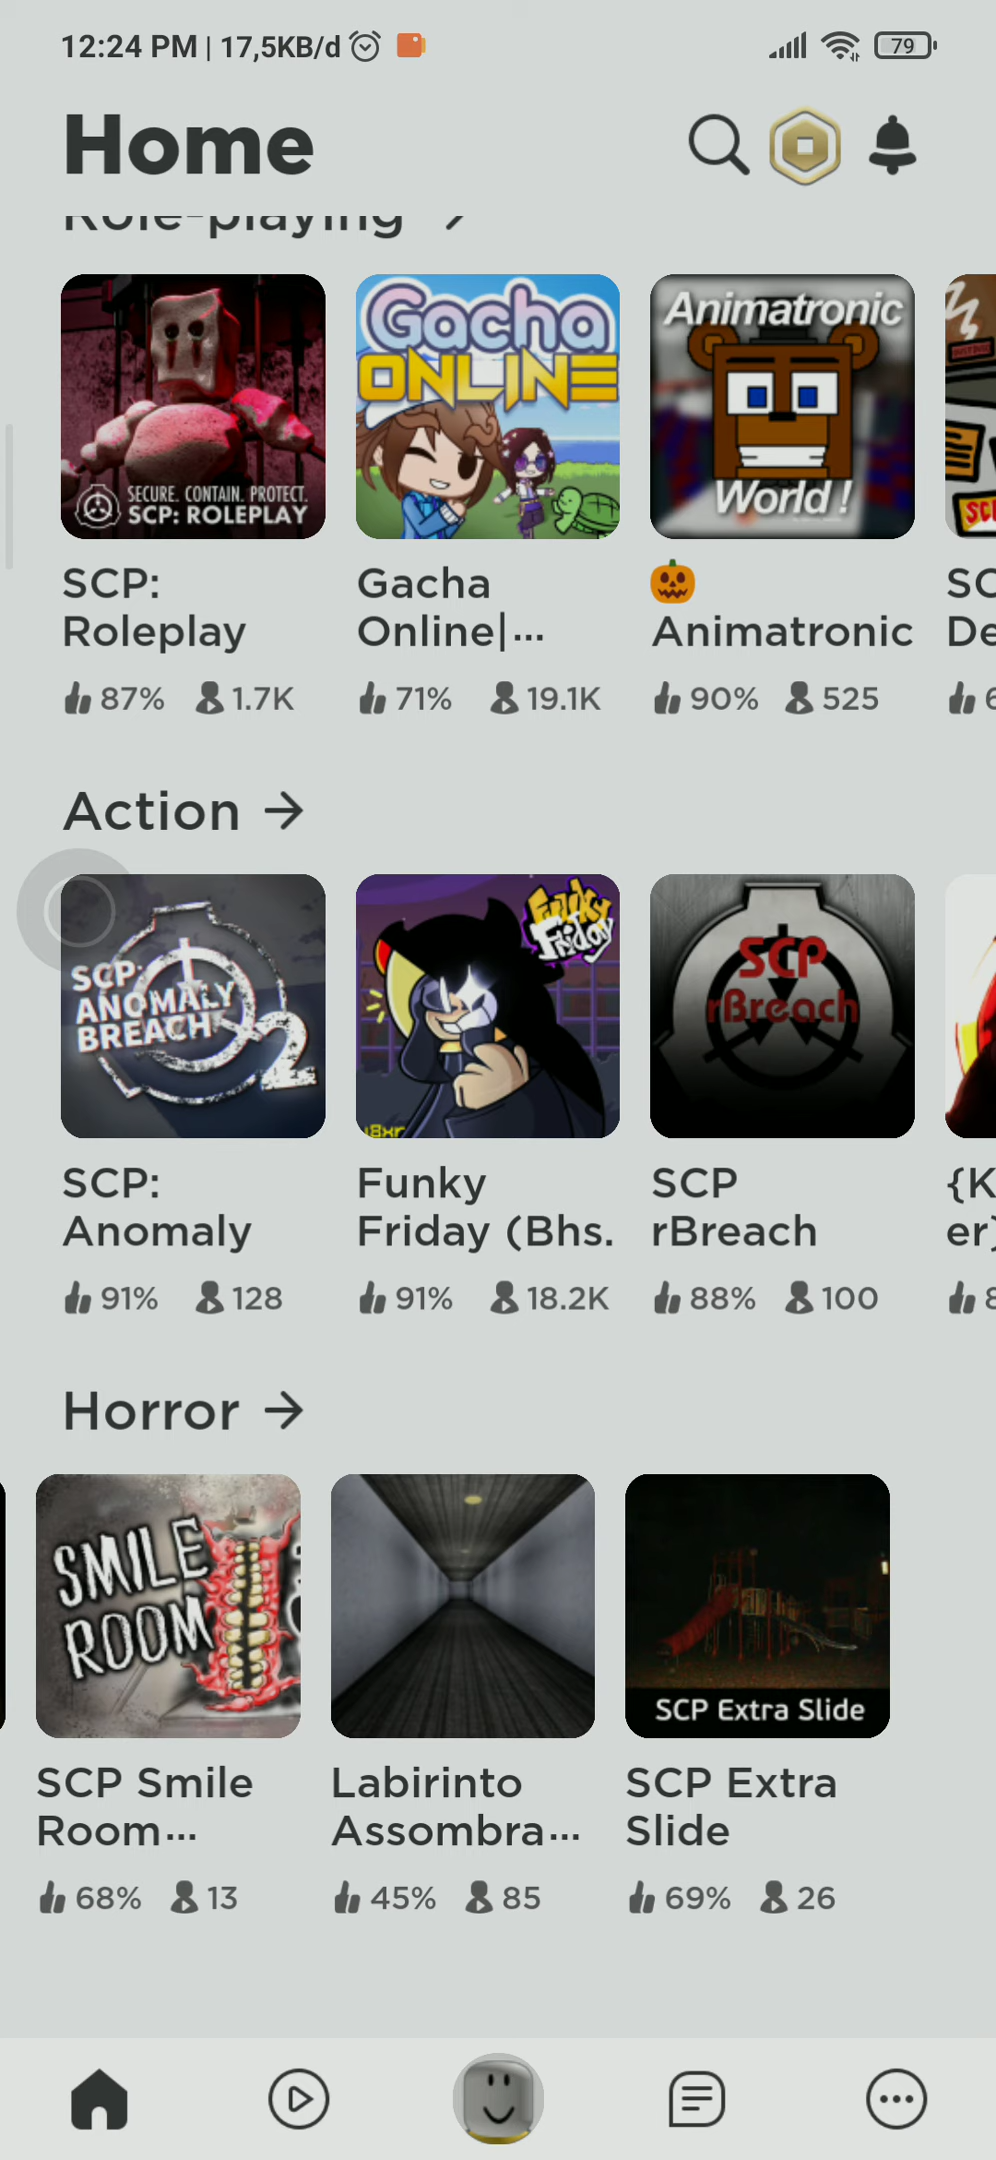 12:24 PM | 17,5KB/d
79
Home
Role-playing
SECURE. CONTAIN. PROTECT.
SCP: ROLEPLAY
Gacha
ONLINE
Animatronic
World !
SCP:
Roleplay
Gacha
Online|...
Animatronic
87% 1.7K
71% 19.1K
90% 525
Action
SCP:
ANOMALY
BREACH
2
Funky
Friday
SCP
rBreach
SCP:
Anomaly
Funky
Friday (Bhs.
SCP
rBreach
{K
91% 128
91% 18.2K
88% 100
Horror
SMILE
ROOM
SCP Extra Slide
SCP Smile
Room...
Labirinto
Assombra...
SCP Extra
Slide
68% 13
45% 85
69% 26